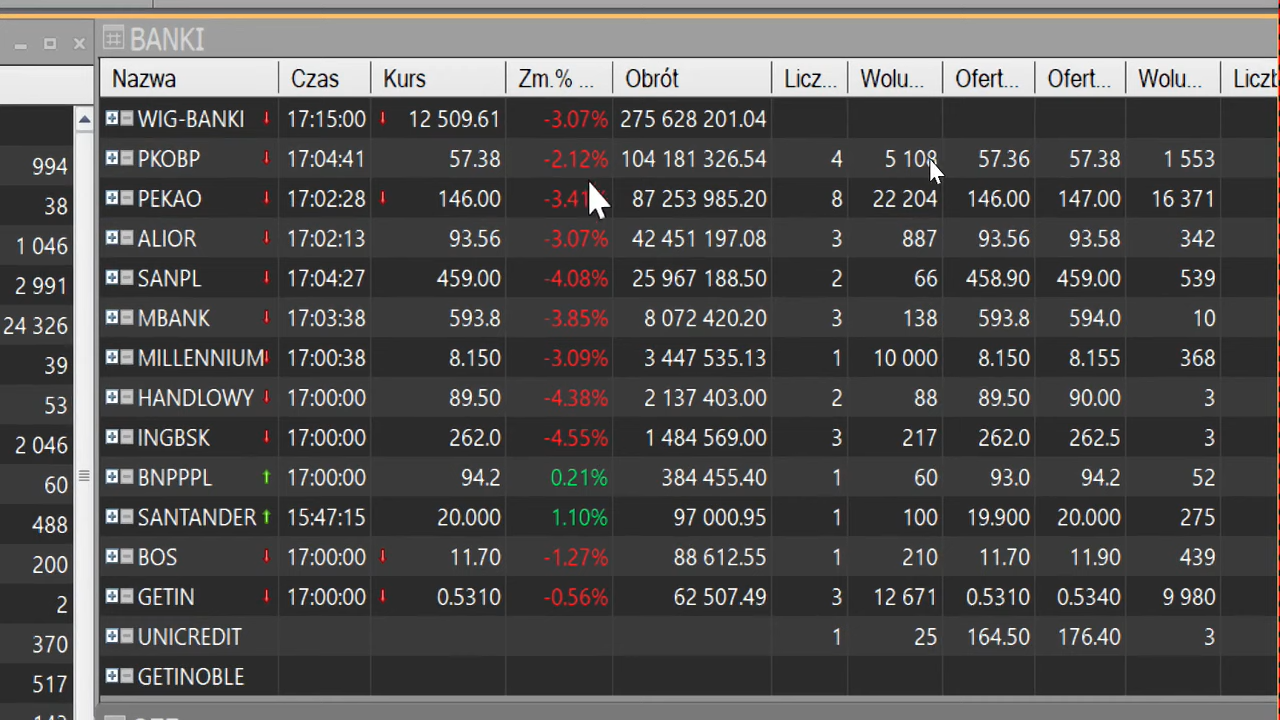 BANKI
Nazwa Czas Kurs Zm.% ... Obrót Licz... Wolu... Ofert... Ofert... Wolu... Liczb
WIG-BANKI 17:15:00 12 509.61 -3.07% 275 628 201.04
994 PKOBP 17:04:41 57.38 -2.12% 104 181 326.54 4 5 108 57.36 57.38 1 553
38 PEKAO 17:02:28 146.00 -3.41% 87 253 985.20 8 22 204 146.00 147.00 16 371
1 046 ALIOR 17:02:13 93.56 -3.07% 42 451 197.08 3 887 93.56 93.58 342
2 991 SANPL 17:04:27 459.00 -4.08% 25 967 188.50 2 66 458.90 459.00 539
24 326 MBANK 17:03:38 593.8 -3.85% 8 072 420.20 3 138 593.8 594.0 10
39 MILLENNIUM 17:00:38 8.150 -3.09% 3 447 535.13 1 10 000 8.150 8.155 368
53 HANDLOWY 17:00:00 89.50 -4.38% 2 137 403.00 2 88 89.50 90.00 3
2 046 INGBSK 17:00:00 262.0 -4.55% 1 484 569.00 3 217 262.0 262.5 3
60 BNPPPL 17:00:00 94.2 0.21% 384 455.40 1 60 93.0 94.2 52
488 SANTANDER 15:47:15 20.000 1.10% 97 000.95 1 100 19.900 20.000 275
200 BOS 17:00:00 11.70 -1.27% 88 612.55 1 210 11.70 11.90 439
2 GETIN 17:00:00 0.5310 -0.56% 62 507.49 3 12 671 0.5310 0.5340 9 980
370 UNICREDIT 1 25 164.50 176.40 3
517 GETINOBLE